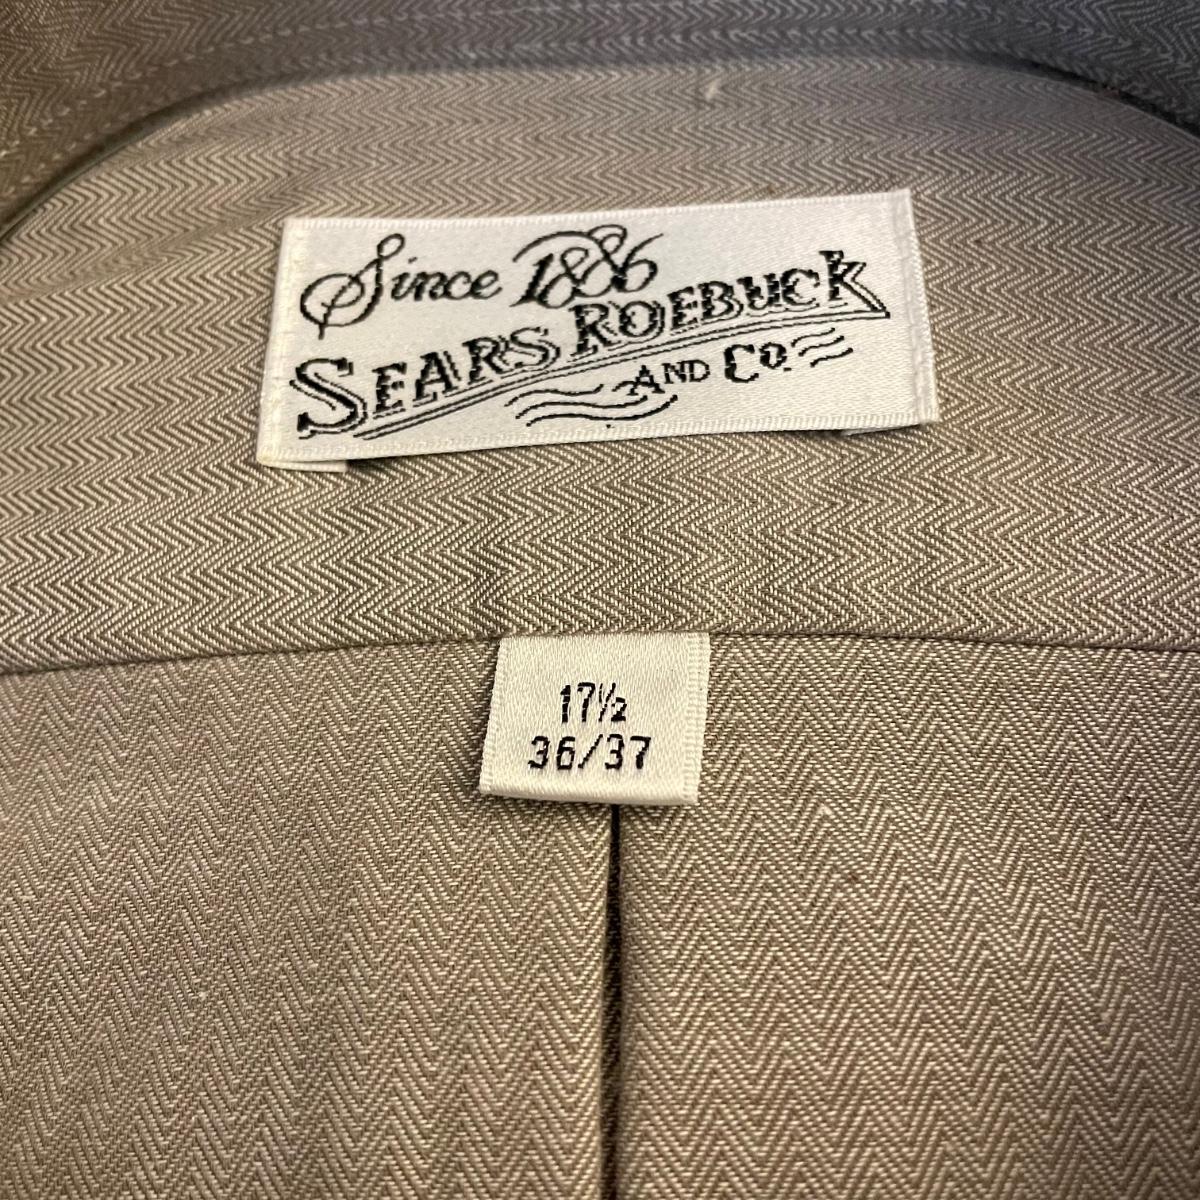 Since 1886
SEARS ROEBUCK
AND CO.
17½
36/37